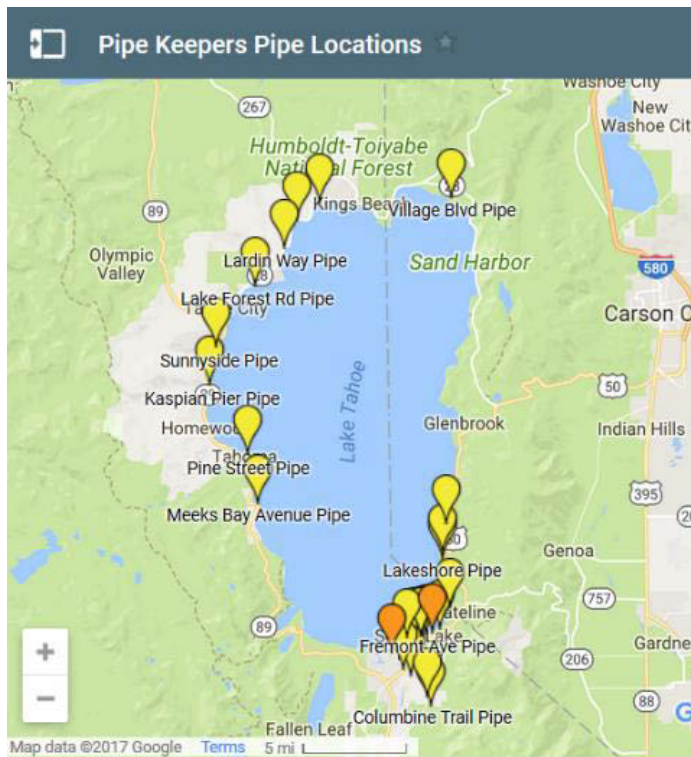 Pipe Keepers Pipe Locations
Washoe City
New
Washoe Cit
267
Humboldt-Toiyabe
National Forest
Kings Beach
28
Village Blvd Pipe
89
Olympic
Valley
Lardin Way Pipe
Sand Harbor
28
580
Lake Forest Rd Pipe
Carson C
Sunnyside Pipe
Kaspian Pier Pipe
50
Lake Tahoe
Homewood
Glenbrook
Indian Hills
Tahoma
Pine Street Pipe
395
Meeks Bay Avenue Pipe
Genoa
Lakeshore Pipe
757
Stateline
89
Fremont Ave Pipe
Lake
206
Gardne
88
Columbine Trail Pipe
Fallen Leaf
G
+
−
Map data ©2017 Google Terms 5 mi